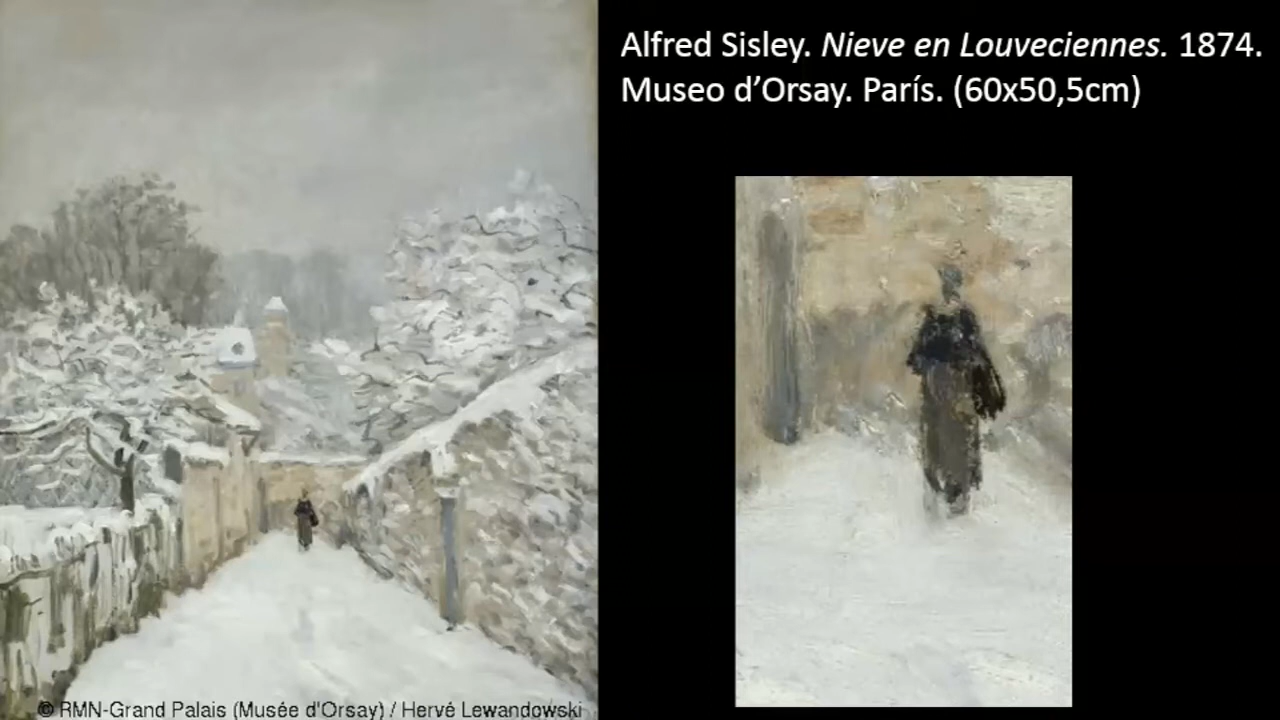 Alfred Sisley. Nieve en Louveciennes. 1874.
Museo d’Orsay. París. (60x50,5cm)
© RMN-Grand Palais (Musée d'Orsay) / Hervé Lewandowski